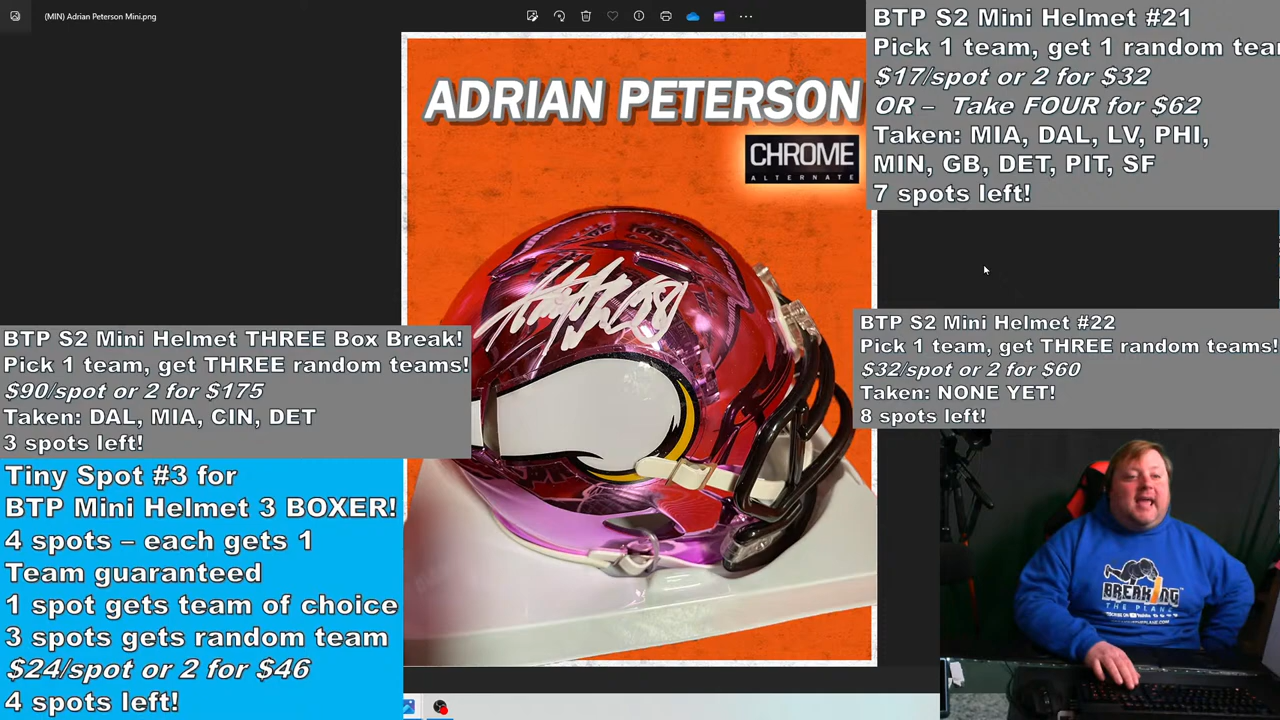 (MIN) Adrian Peterson Mini.png
BTP S2 Mini Helmet #21
Pick 1 team, get 1 random
$17/spot or 2 for $32
OR – Take FOUR for $62
Taken: MIA, DAL, LV, PHI,
MIN, GB, DET, PIT, SF
7 spots left!
ADRIAN PETERSON
CHROME
ALTERNATE
BTP S2 Mini Helmet THREE Box Break!
Pick 1 team, get THREE random teams!
$90/spot or 2 for $175
Taken: DAL, MIA, CIN, DET
3 spots left!
BTP S2 Mini Helmet #22
Pick 1 team, get THREE random teams!
$32/spot or 2 for $60
Taken: NONE YET!
8 spots left!
Tiny Spot #3 for
BTP Mini Helmet 3 BOXER!
4 spots – each gets 1
Team guaranteed
1 spot gets team of choice
3 spots gets random team
$24/spot or 2 for $46
4 spots left!
BREAKING
THE PLANE